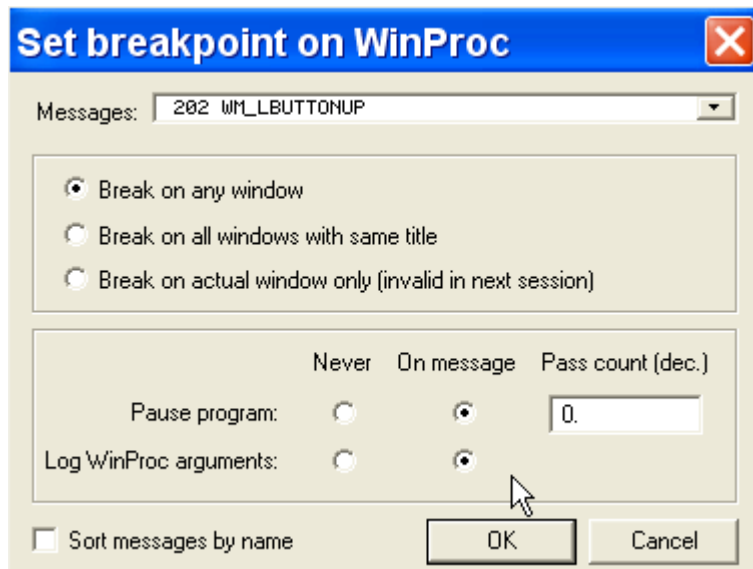 Set breakpoint on WinProc
Messages: 202 WM_LBUTTONUP
Break on any window
Break on all windows with same title
Break on actual window only (invalid in next session)
Never On message Pass count (dec.)
Pause program: 0.
Log WinProc arguments:
Sort messages by name OK Cancel